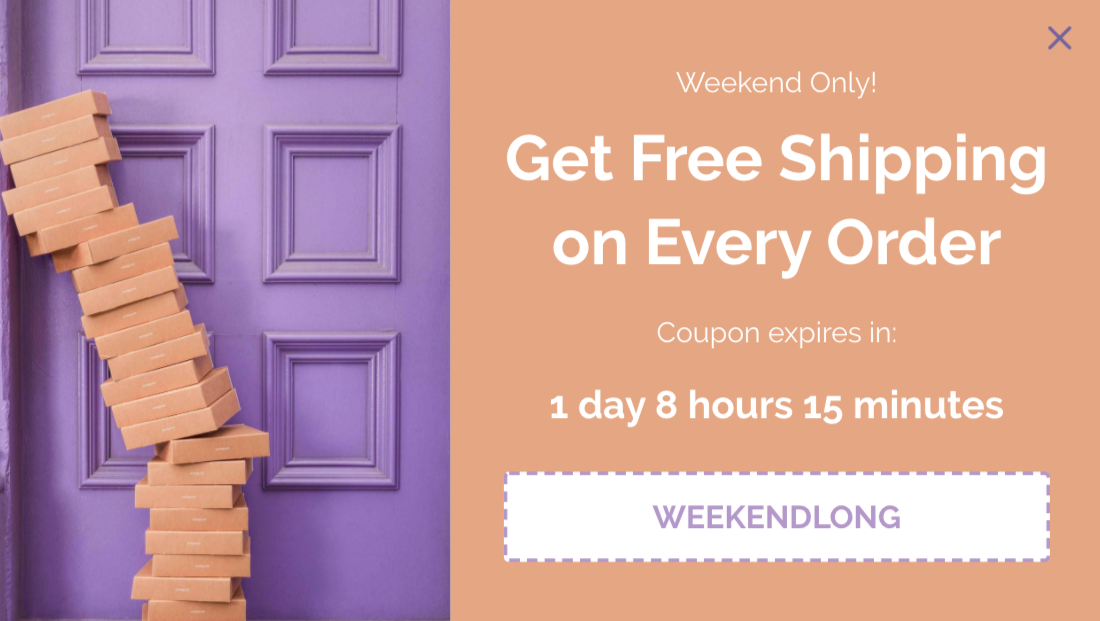 Weekend Only!
Get Free Shipping
on Every Order
Coupon expires in:
1 day 8 hours 15 minutes
WEEKENDLONG